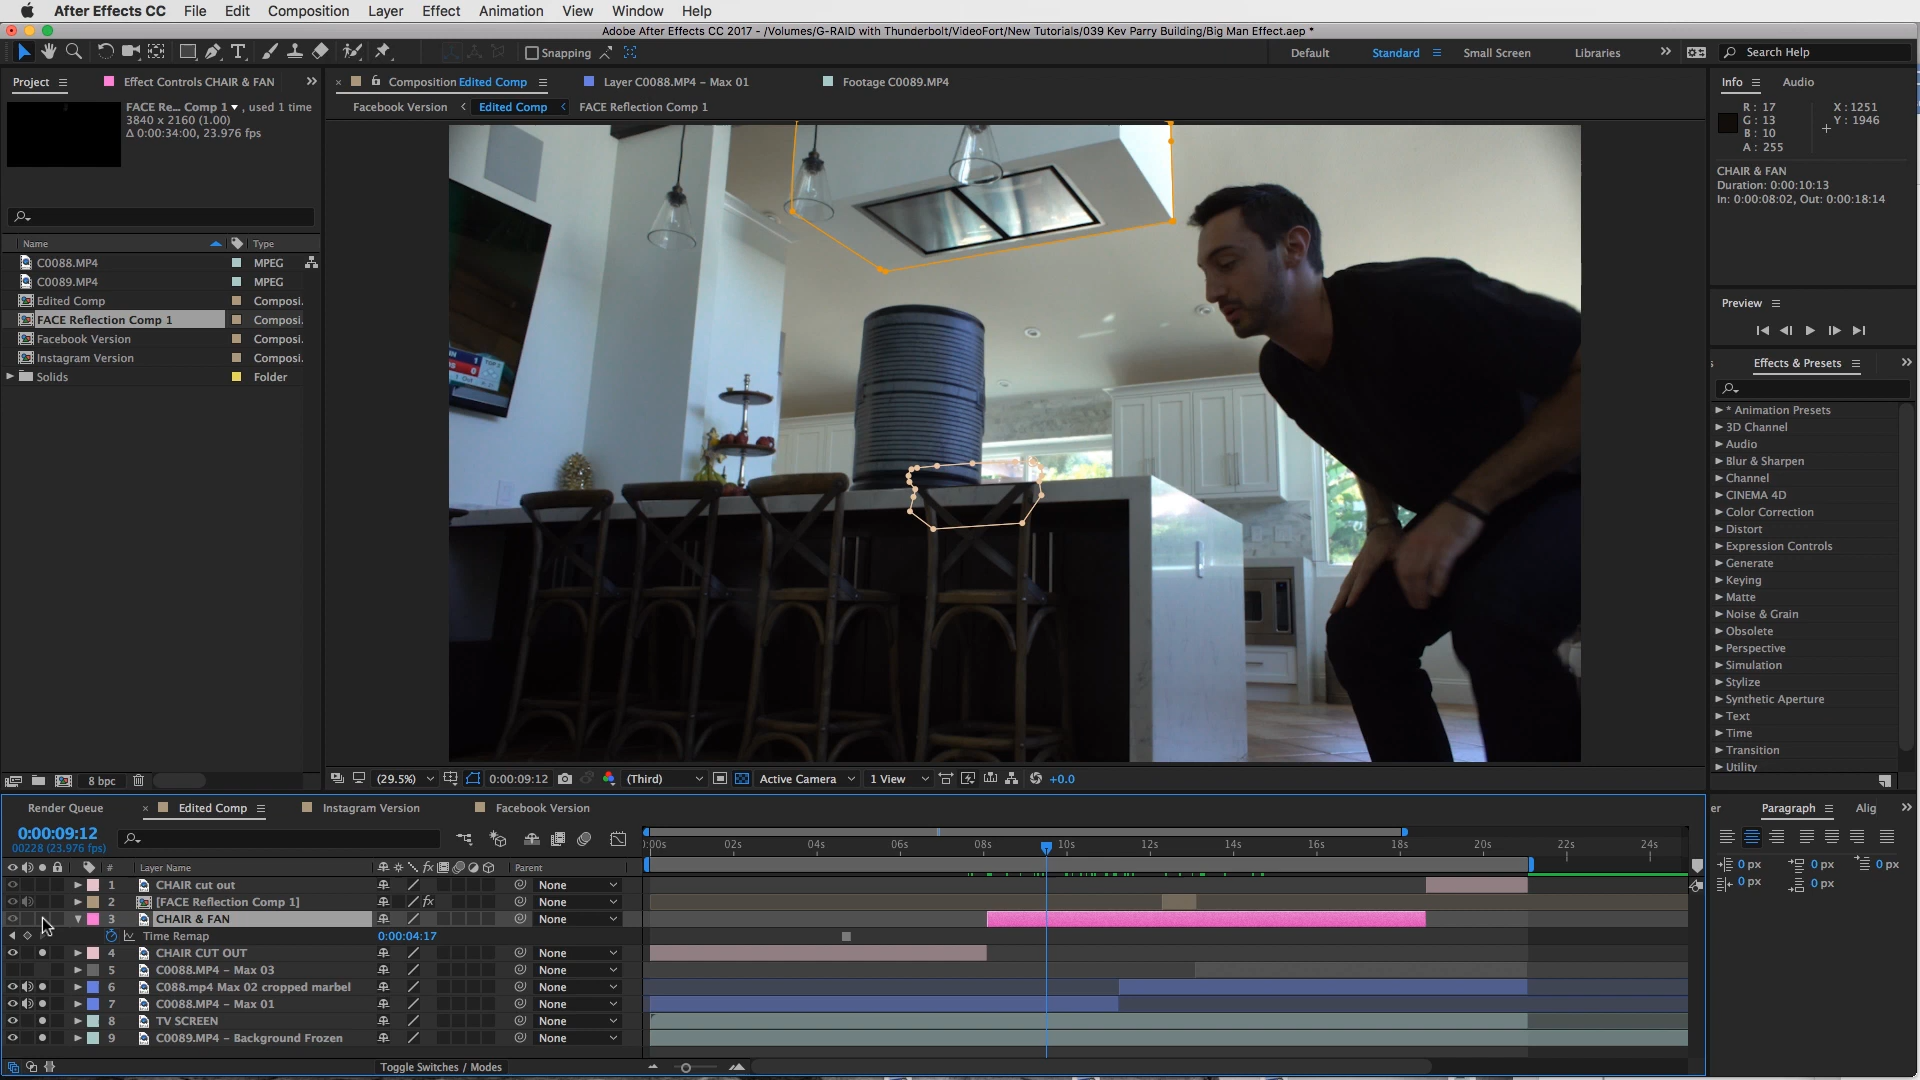 After Effects CC File Edit Composition Layer Effect Animation View Window Help
Adobe After Effects CC 2017 - /Volumes/G-RAID with Thunderbolt/VideoFort/New Tutorials/039 Kev Parry Building/Big Man Effect.aep *
Snapping Default Standard Small Screen Libraries Search Help
Project Effect Controls CHAIR & FAN Composition Edited Comp Layer C0088.MP4 - Max 01 Footage C0089.MP4 Info Audio
FACE Re... Comp 1 , used 1 time
3840 x 2160 (1.00)
Δ 0:00:34:00, 23.976 fps
Facebook Version Edited Comp FACE Reflection Comp 1
R: 17 X: 1251
G: 13 Y: 1946
B: 10
A: 255
CHAIR & FAN
Duration: 0:00:10:13
In: 0:00:08:02, Out: 0:00:18:14
Name Type
C0088.MP4 MPEG
C0089.MP4 MPEG
Edited Comp Composi.
FACE Reflection Comp 1 Composi.
Facebook Version Composi.
Instagram Version Composi.
Solids Folder
Preview
Effects & Presets
* Animation Presets
3D Channel
Audio
Blur & Sharpen
Channel
CINEMA 4D
Color Correction
Distort
Expression Controls
Generate
Keying
Matte
Noise & Grain
Obsolete
Perspective
Simulation
Stylize
Synthetic Aperture
Text
Time
Transition
Utility
8 bpc (29.5%) 0:00:09:12 (Third) Active Camera 1 View +0.0
Render Queue Edited Comp Instagram Version Facebook Version er Paragraph Alig
0:00:09:12
00228 (23.976 fps)
:00s 02s 04s 06s 08s 10s 12s 14s 16s 18s 20s 22s 24s
0 px 0 px 0 px
0 px 0 px
# Layer Name fx Parent
1 CHAIR cut out None
2 [FACE Reflection Comp 1] fx None
3 CHAIR & FAN None
Time Remap 0:00:04:17
4 CHAIR CUT OUT None
5 C0088.MP4 - Max 03 None
6 C088.mp4 Max 02 cropped marbel None
7 C0088.MP4 - Max 01 None
8 TV SCREEN None
9 C0089.MP4 - Background Frozen None
Toggle Switches / Modes